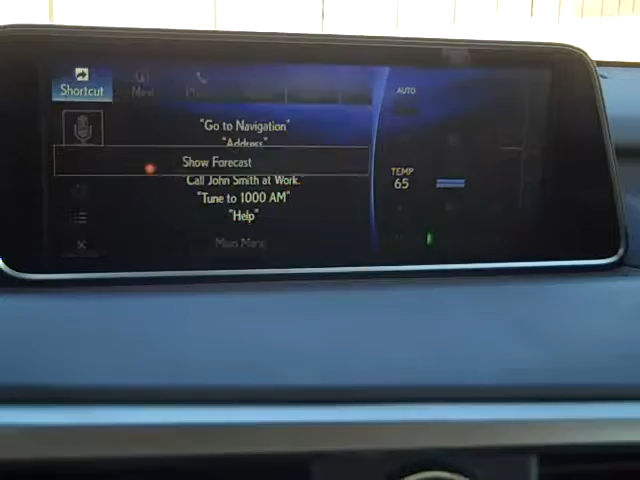 Shortcut
"Go to Navigation"
"Address"
Show Forecast
Call John Smith at Work.
"Tune to 1000 AM"
"Help"
Main Menu
AUTO
TEMP
65